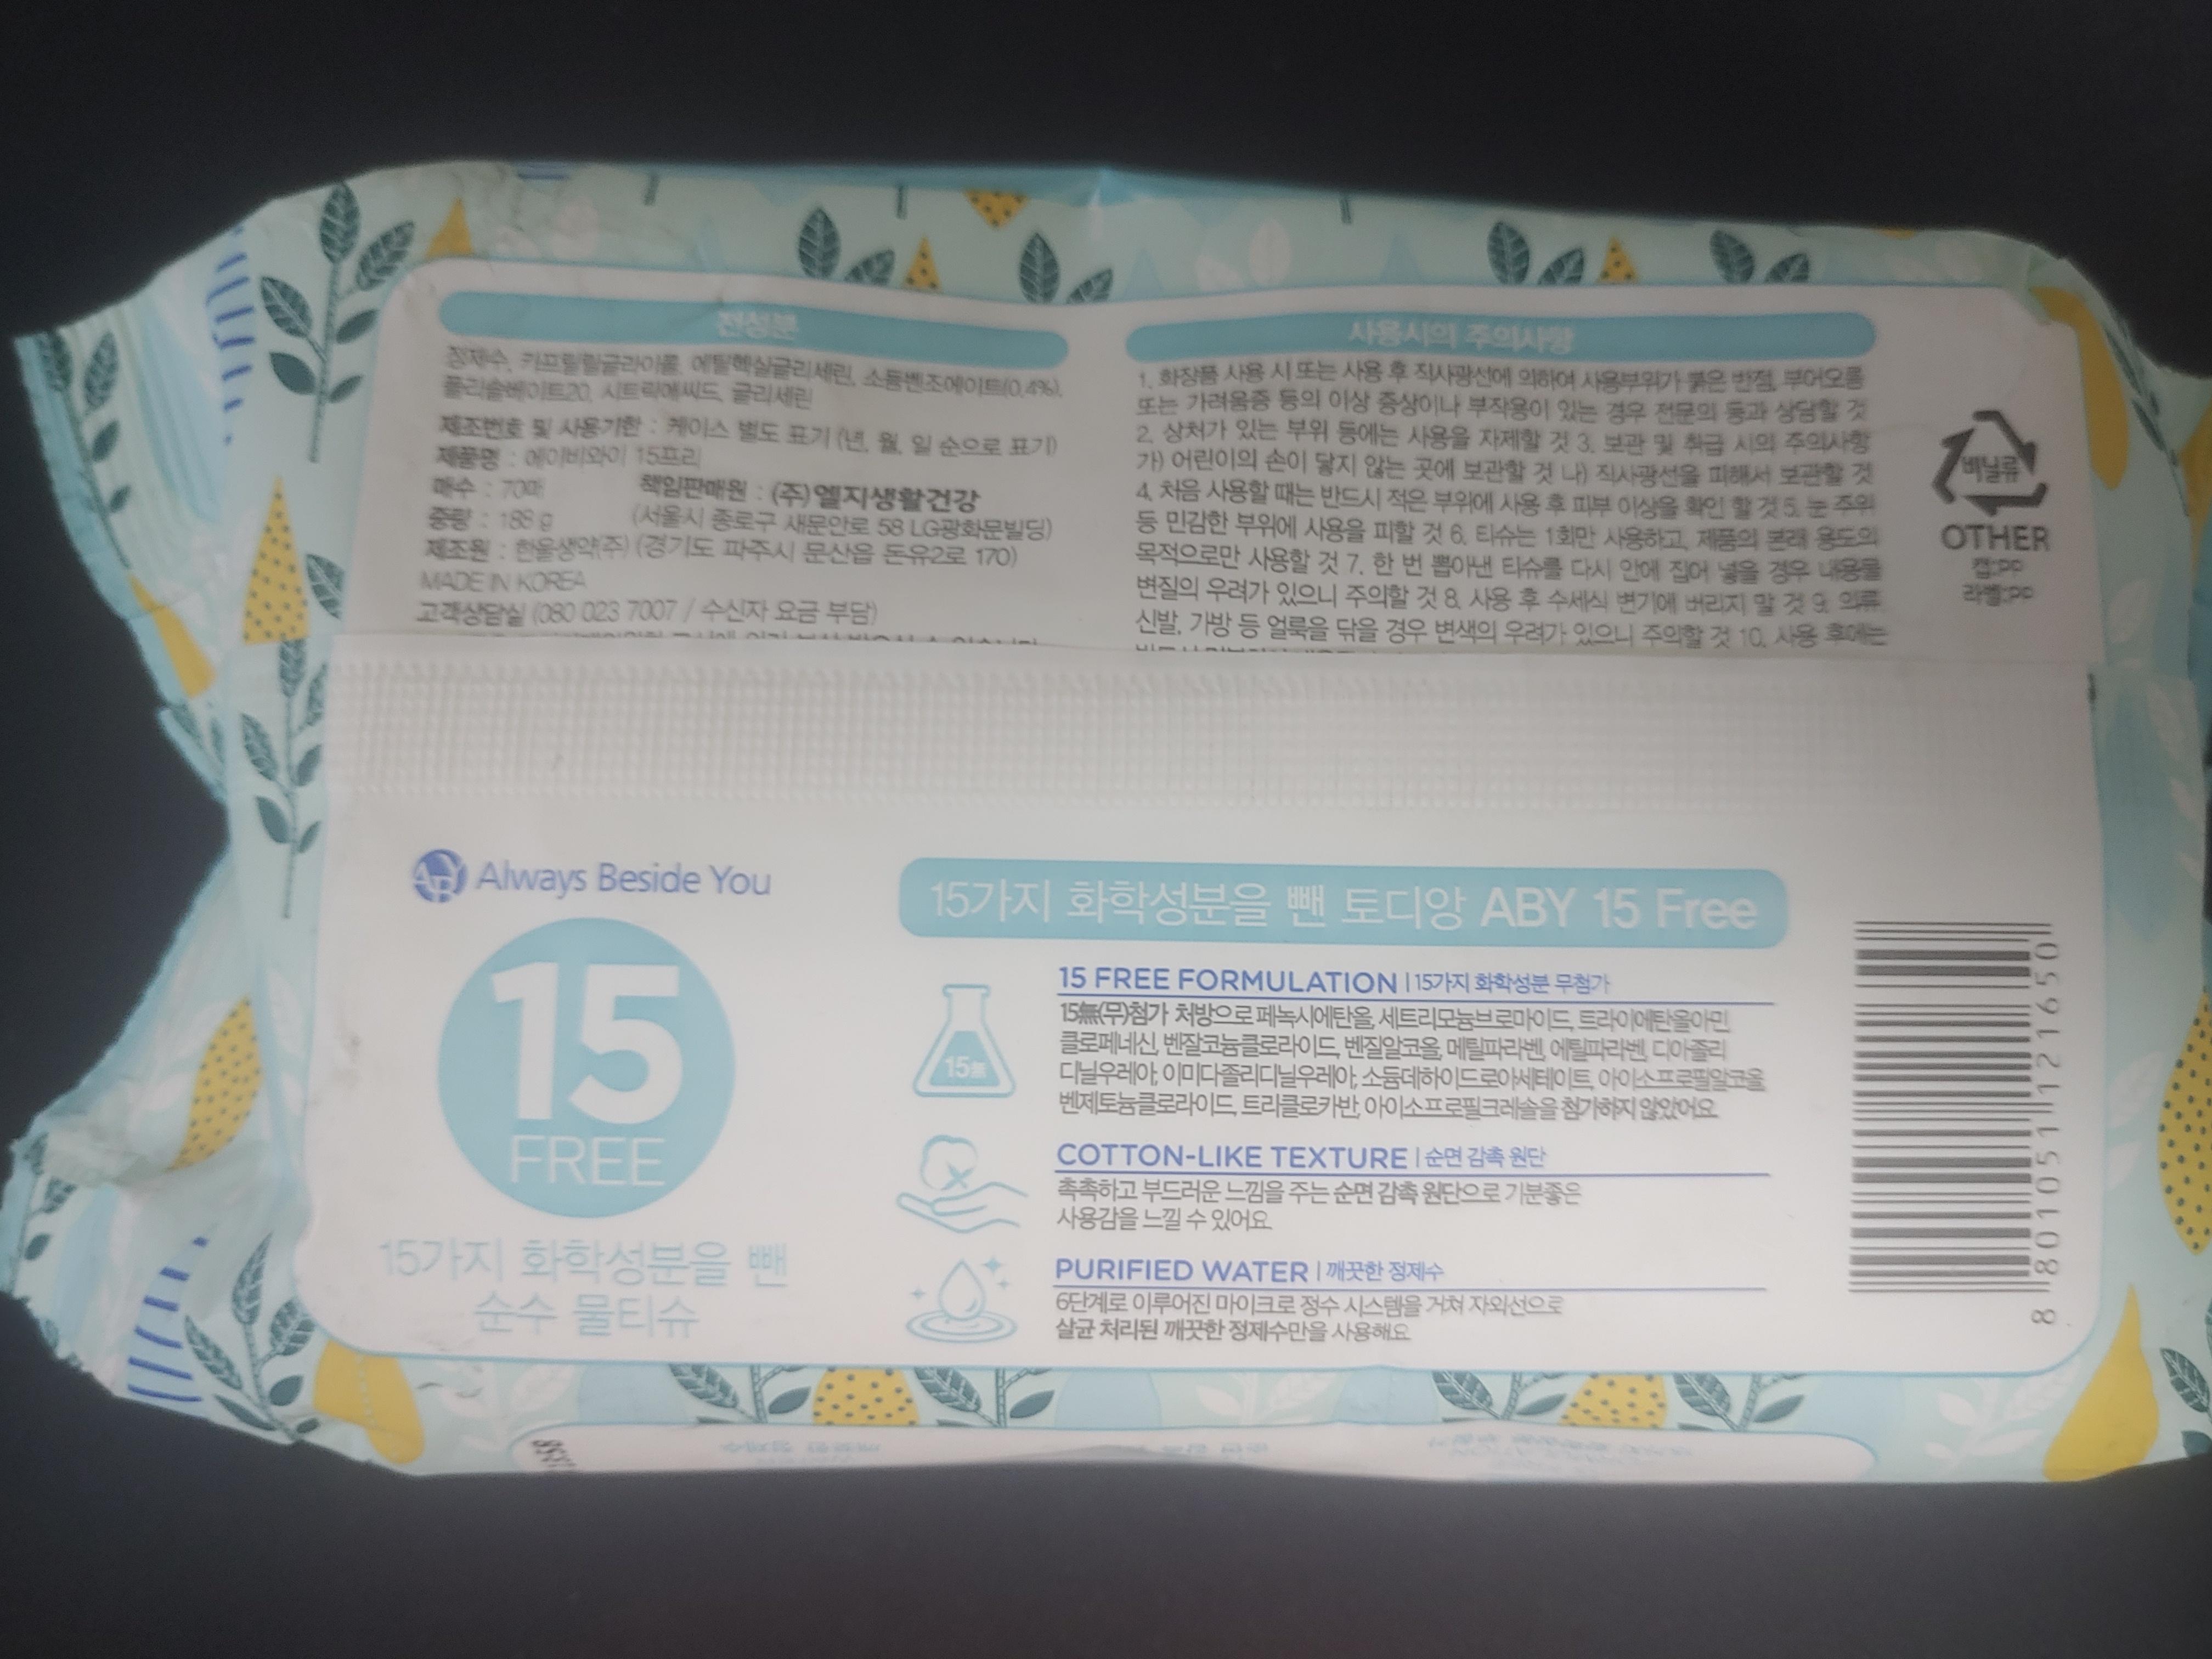 전성분
정제수, 카프릴릴글라이콜, 에틸헥실글리세린, 소듐벤조에이트(0.4%),
폴리솔베이트20, 시트릭애씨드, 글리세린
제조번호 및 사용기한 : 케이스 별도 표기 (년, 월, 일 순으로 표기)
제품명 : 에이비와이 15프리
매수 : 70매 책임판매원 : (주)엘지생활건강
중량 : 186 g (서울시 종로구 새문안로 58 LG광화문빌딩)
제조원 : 한울생약(주) (경기도 파주시 문산읍 돈유2로 170)
MADE IN KOREA
고객상담실 (080 023 7007 / 수신자 요금 부담)
사용시의 주의사항
1. 화장품 사용 시 또는 사용 후 직사광선에 의하여 사용부위가 붉은 반점, 부어오름
또는 가려움증 등의 이상 증상이나 부작용이 있는 경우 전문의 등과 상담할 것
2. 상처가 있는 부위 등에는 사용을 자제할 것 3. 보관 및 취급 시의 주의사항
가) 어린이의 손이 닿지 않는 곳에 보관할 것 나) 직사광선을 피해서 보관할 것
4. 처음 사용할 때는 반드시 적은 부위에 사용 후 피부 이상을 확인 할 것 5. 눈 주위
등 민감한 부위에 사용을 피할 것 6. 티슈는 1회만 사용하고, 제품의 본래 용도의
목적으로만 사용할 것 7. 한 번 뽑아낸 티슈를 다시 안에 집어 넣을 경우 내용물
변질의 우려가 있으니 주의할 것 8. 사용 후 수세식 변기에 버리지 말 것 9. 의류,
신발, 가방 등 얼룩을 닦을 경우 변색의 우려가 있으니 주의할 것 10. 사용 후에는
비닐류
OTHER
캡:PP
라벨:PP
Always Beside You
15
FREE
15가지 화학성분을 뺀
순수 물티슈
15가지 화학성분을 뺀 토디앙 ABY 15 Free
15無
15 FREE FORMULATION | 15가지 화학성분 무첨가
15無(무)첨가 처방으로 페녹시에탄올, 세트리모늄브로마이드, 트라이에탄올아민
클로페네신, 벤잘코늄클로라이드, 벤질알코올, 메틸파라벤, 에틸파라벤, 디아졸리
디닐우레아, 이미다졸리디닐우레아, 소듐데하이드로아세테이트, 아이소프로필알코올,
벤제토늄클로라이드, 트리클로카반, 아이소프로필크레솔을 첨가하지 않았어요.
COTTON-LIKE TEXTURE | 순면 감촉 원단
촉촉하고 부드러운 느낌을 주는 순면 감촉 원단으로 기분좋은
사용감을 느낄 수 있어요.
PURIFIED WATER | 깨끗한 정제수
6단계로 이루어진 마이크로 정수 시스템을 거쳐 자외선으로
살균 처리된 깨끗한 정제수만을 사용해요.
8 801051 121650